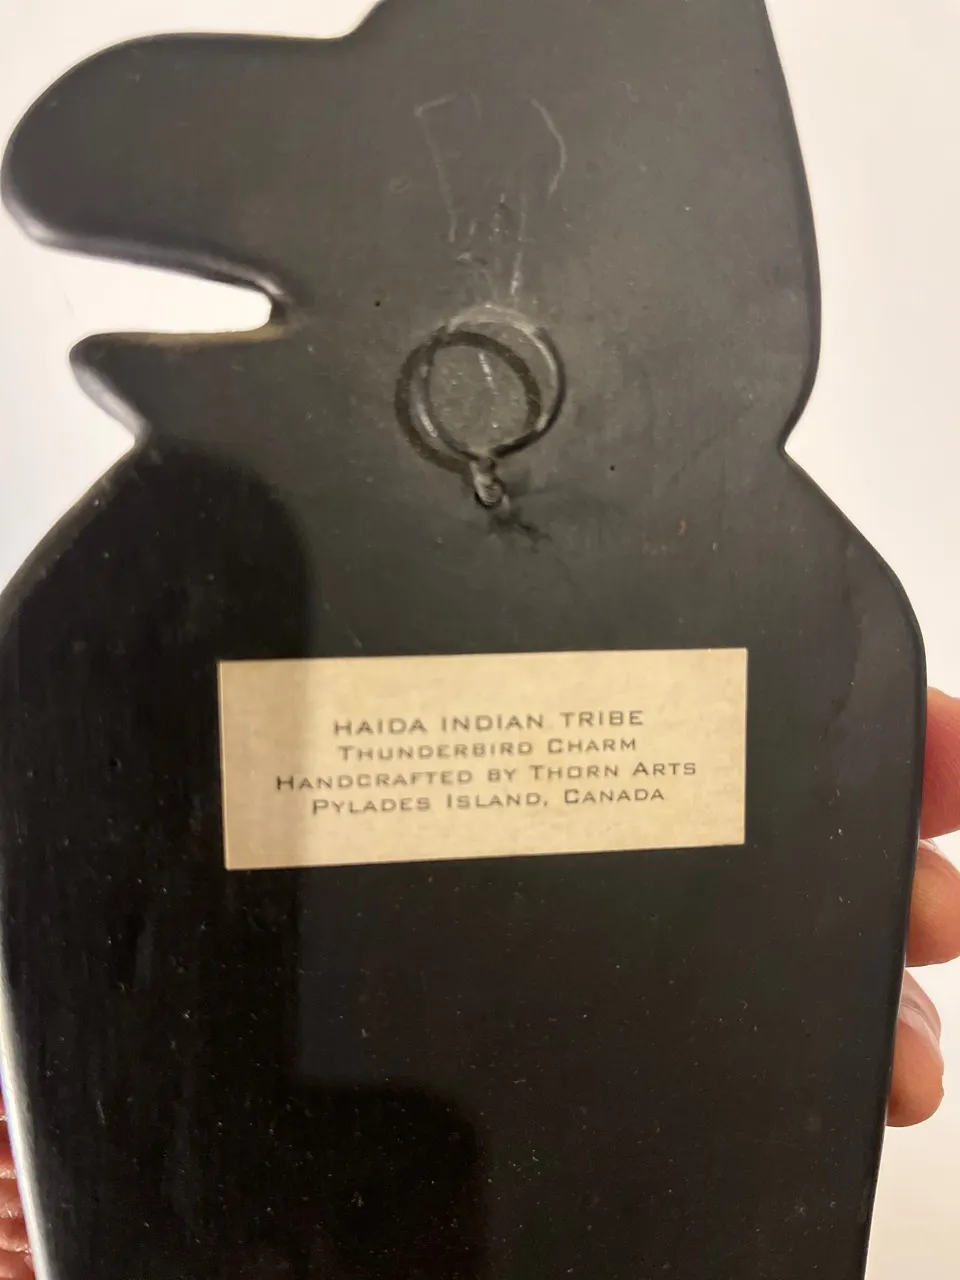 HAIDA INDIAN TRIBE
THUNDERBIRD CHARM
HANDCRAFTED BY THORN ARTS
PYLADES ISLAND, CANADA